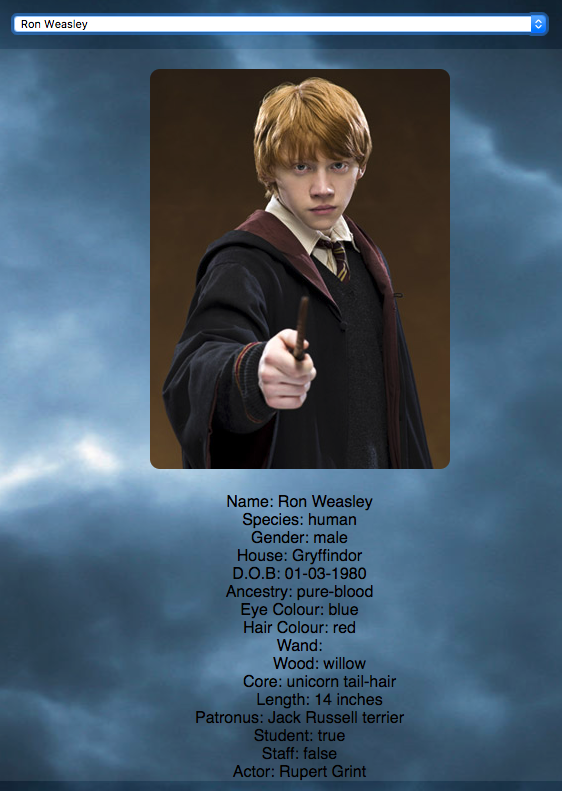 Ron Weasley
Name: Ron Weasley
Species: human
Gender: male
House: Gryffindor
D.O.B: 01-03-1980
Ancestry: pure-blood
Eye Colour: blue
Hair Colour: red
Wand:
Wood: willow
Core: unicorn tail-hair
Length: 14 inches
Patronus: Jack Russell terrier
Student: true
Staff: false
Actor: Rupert Grint